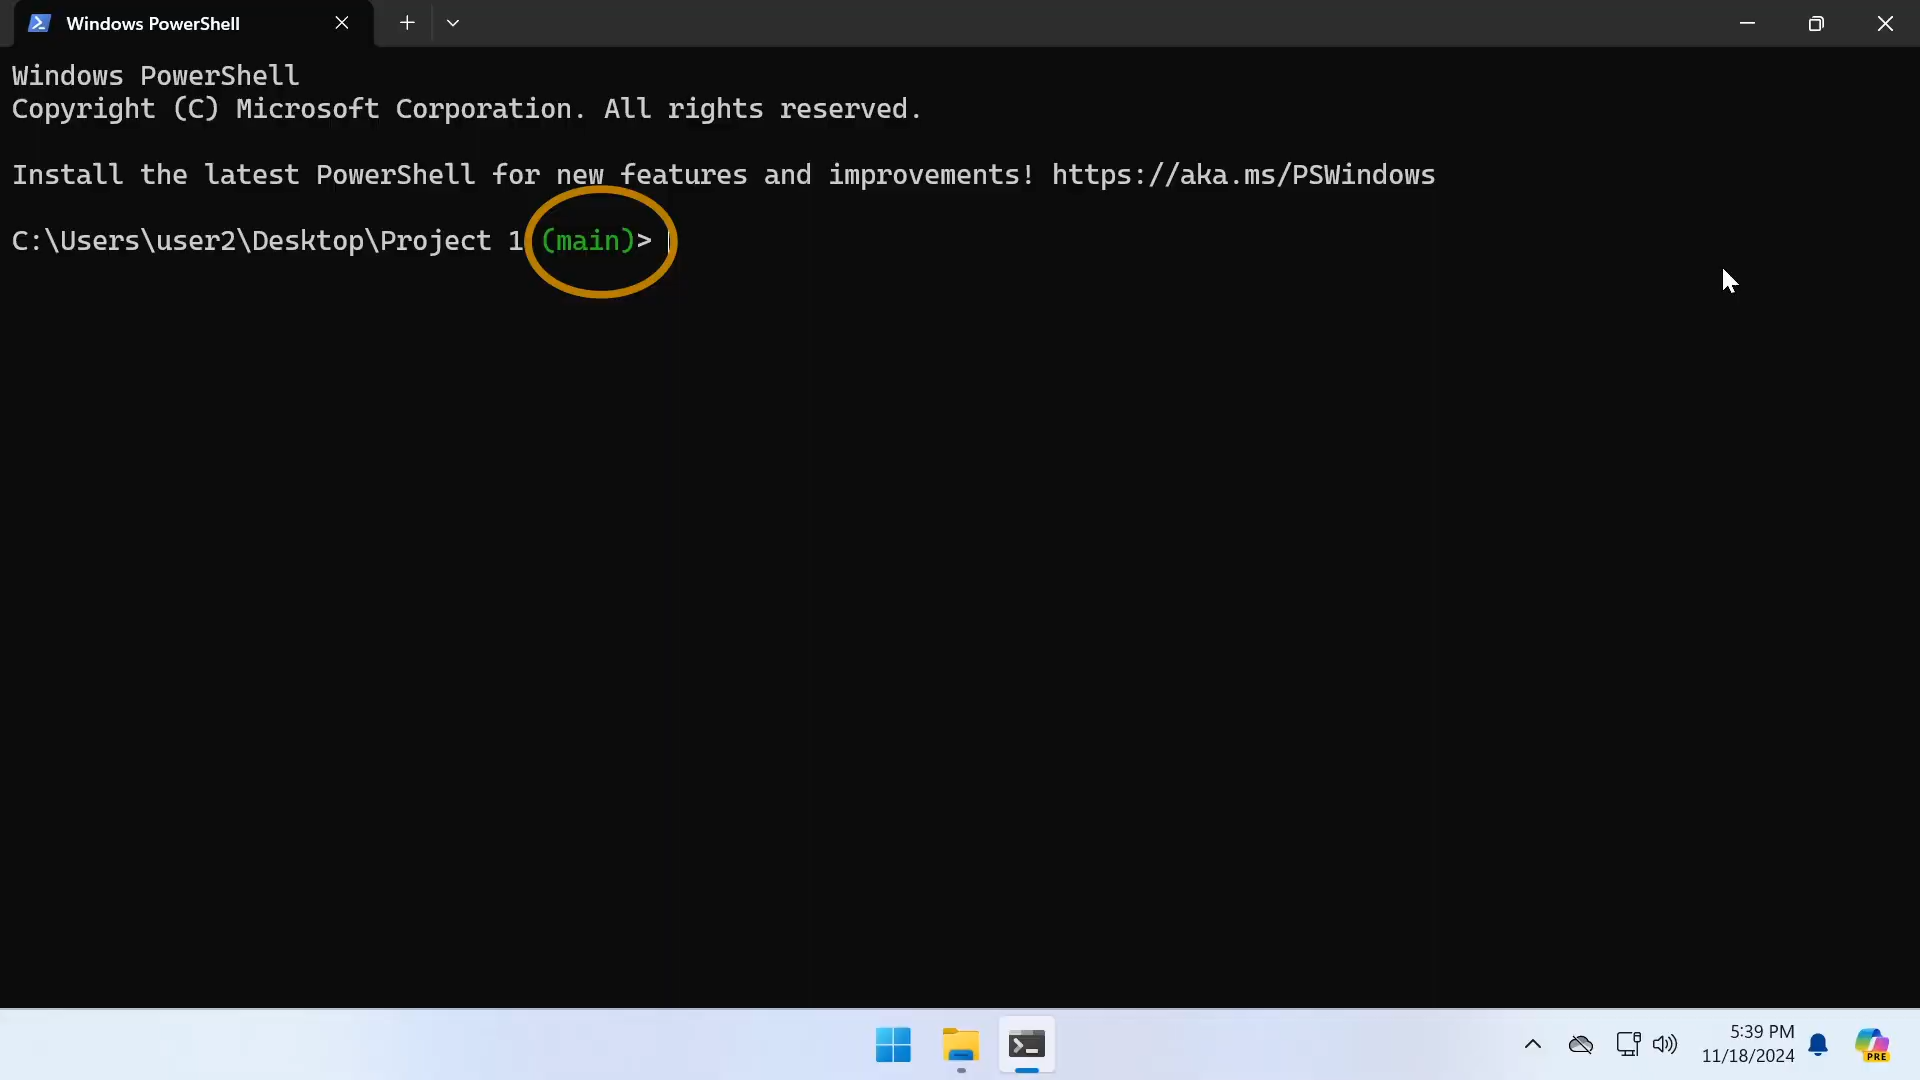 Windows PowerShell
Windows PowerShell
Copyright (C) Microsoft Corporation. All rights reserved.
Install the latest PowerShell for new features and improvements! https://aka.ms/PSWindows
C:\Users\user2\Desktop\Project 1 (main)>
5:39 PM
11/18/2024
PRE